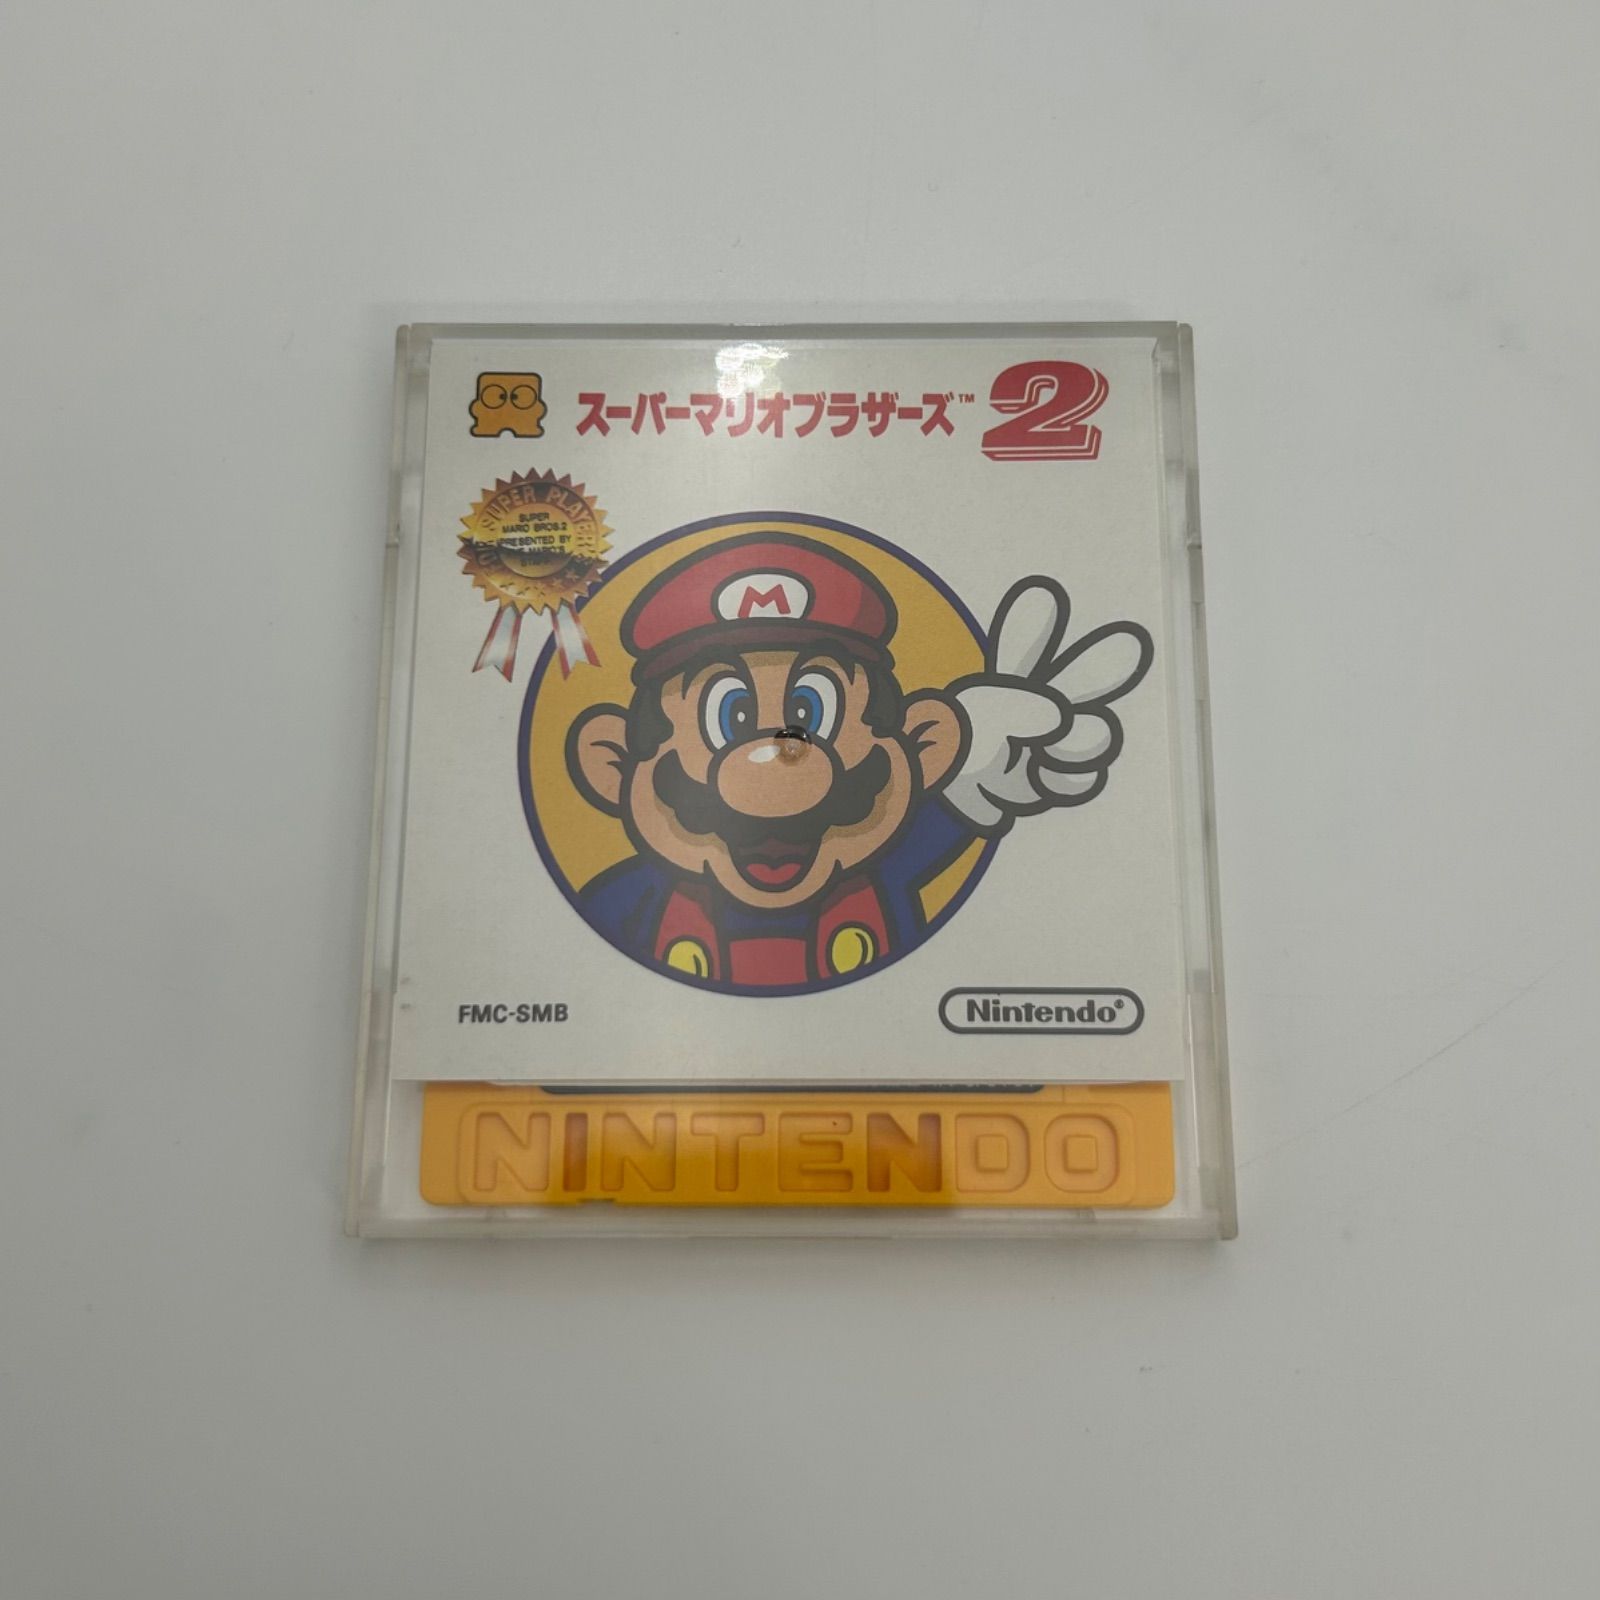 スーパーマリオブラザーズ™ 2
SUPER PLAYER
SUPER
MARIO BROS.2
PRESENTED BY
M
FMC-SMB
Nintendo®
NINTENDO